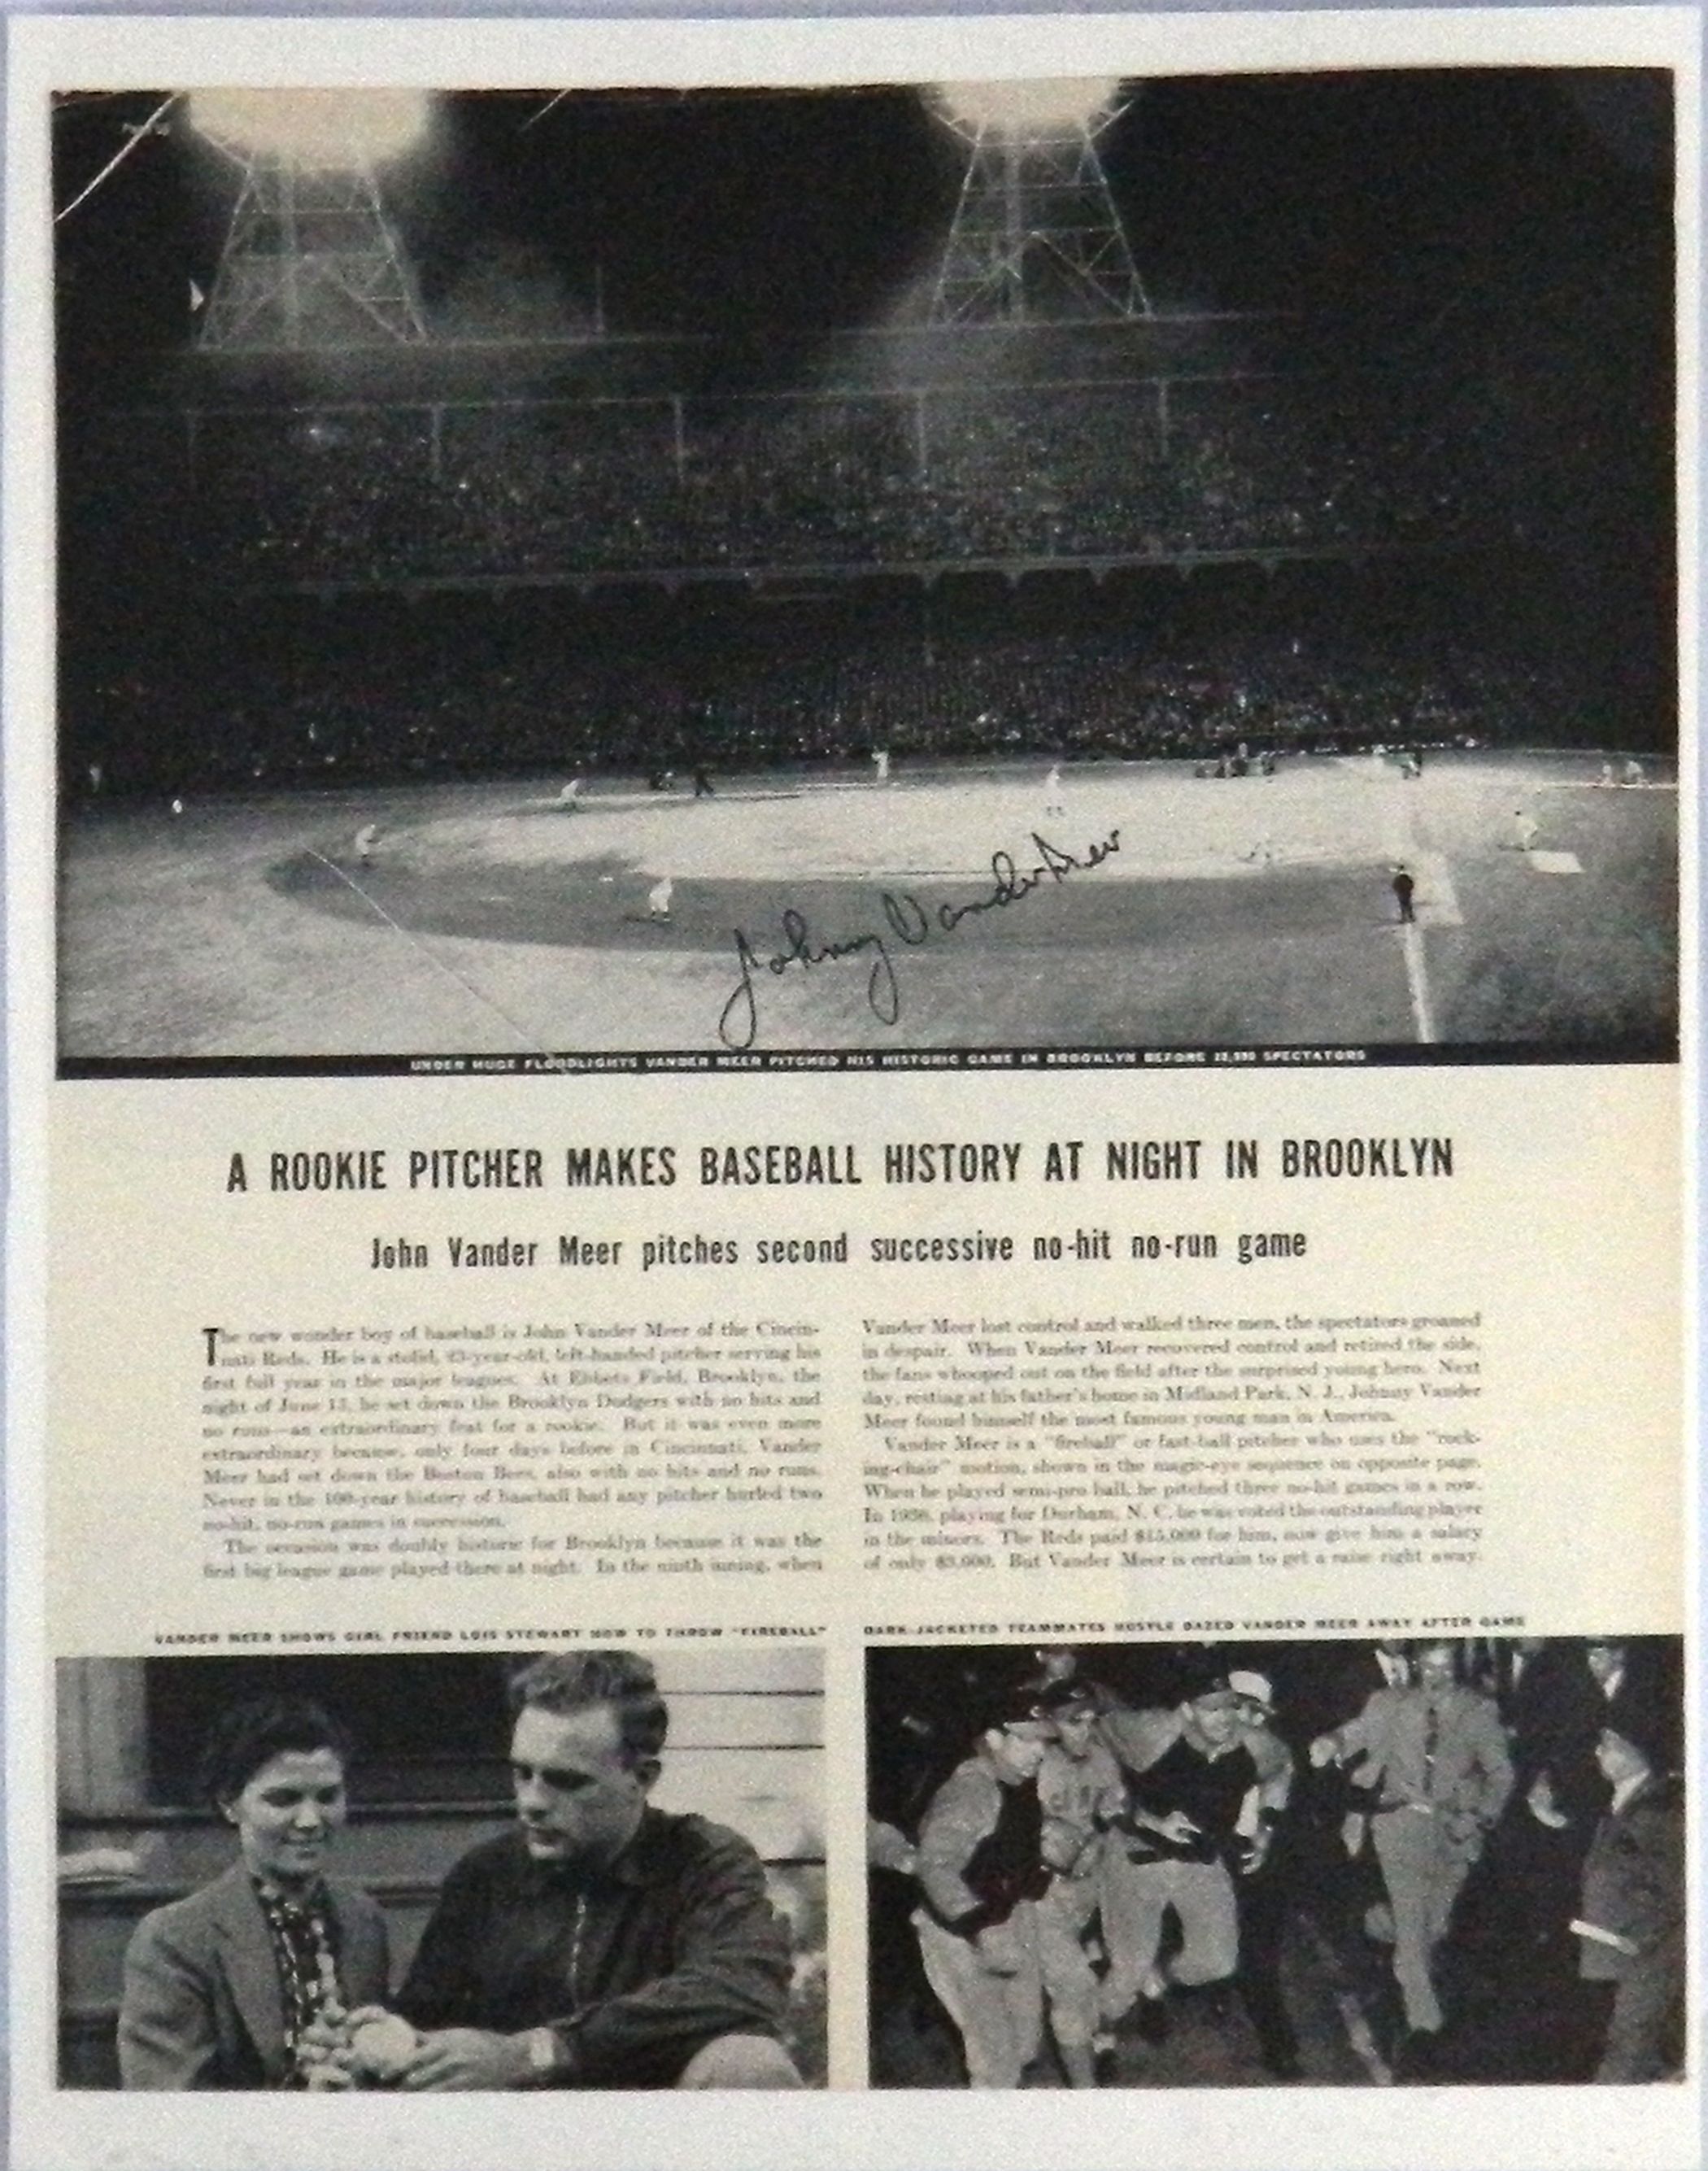 Johnny Vander Meer
UNDER HUGE FLOODLIGHTS VANDER MEER PITCHED HIS HISTORIC GAME IN BROOKLYN BEFORE SPECTATORS
A ROOKIE PITCHER MAKES BASEBALL HISTORY AT NIGHT IN BROOKLYN
John Vander Meer pitches second successive no-hit no-run game
The new wonder boy of baseball is John Vander Meer of the Cincin-
nati Reds. He is a stolid, 23-year-old, left-handed pitcher serving his
first full year in the major leagues. At Ebbets Field, Brooklyn, the
night of June 15, he set down the Brooklyn Dodgers with no hits and
no runs—an extraordinary feat for a rookie. But it was even more
extraordinary because, only four days before in Cincinnati, Vander
Meer had set down the Boston Bees, also with no hits and no runs.
Never in the 100-year history of baseball had any pitcher hurled two
no-hit, no-run games in succession.
The occasion was doubly historic for Brooklyn because it was the
first big league game played there at night. In the ninth inning, when
Vander Meer lost control and walked three men, the spectators groaned
in despair. When Vander Meer recovered control and retired the side,
the fans whooped out on the field after the surprised young hero. Next
day, resting at his father's home in Midland Park, N. J., Johnny Vander
Meer found himself the most famous young man in America.
Vander Meer is a "fireball" or fast-ball pitcher who uses the "rock-
ing-chair" motion, shown in the magic-eye sequence on opposite page.
When he played semi-pro ball, he pitched three no-hit games in a row.
In 1936, playing for Durham, N. C. he was voted the outstanding player
in the minors. The Reds paid $15,000 for him, now give him a salary
of only But Vander Meer is certain to get a raise right away.
VANDER MEER SHOWS GIRL FRIEND LOIS STEWART HOW TO THROW "FIREBALL"
DARK-JACKETED TEAMMATES HUSTLE DAZED VANDER MEER AWAY AFTER GAME